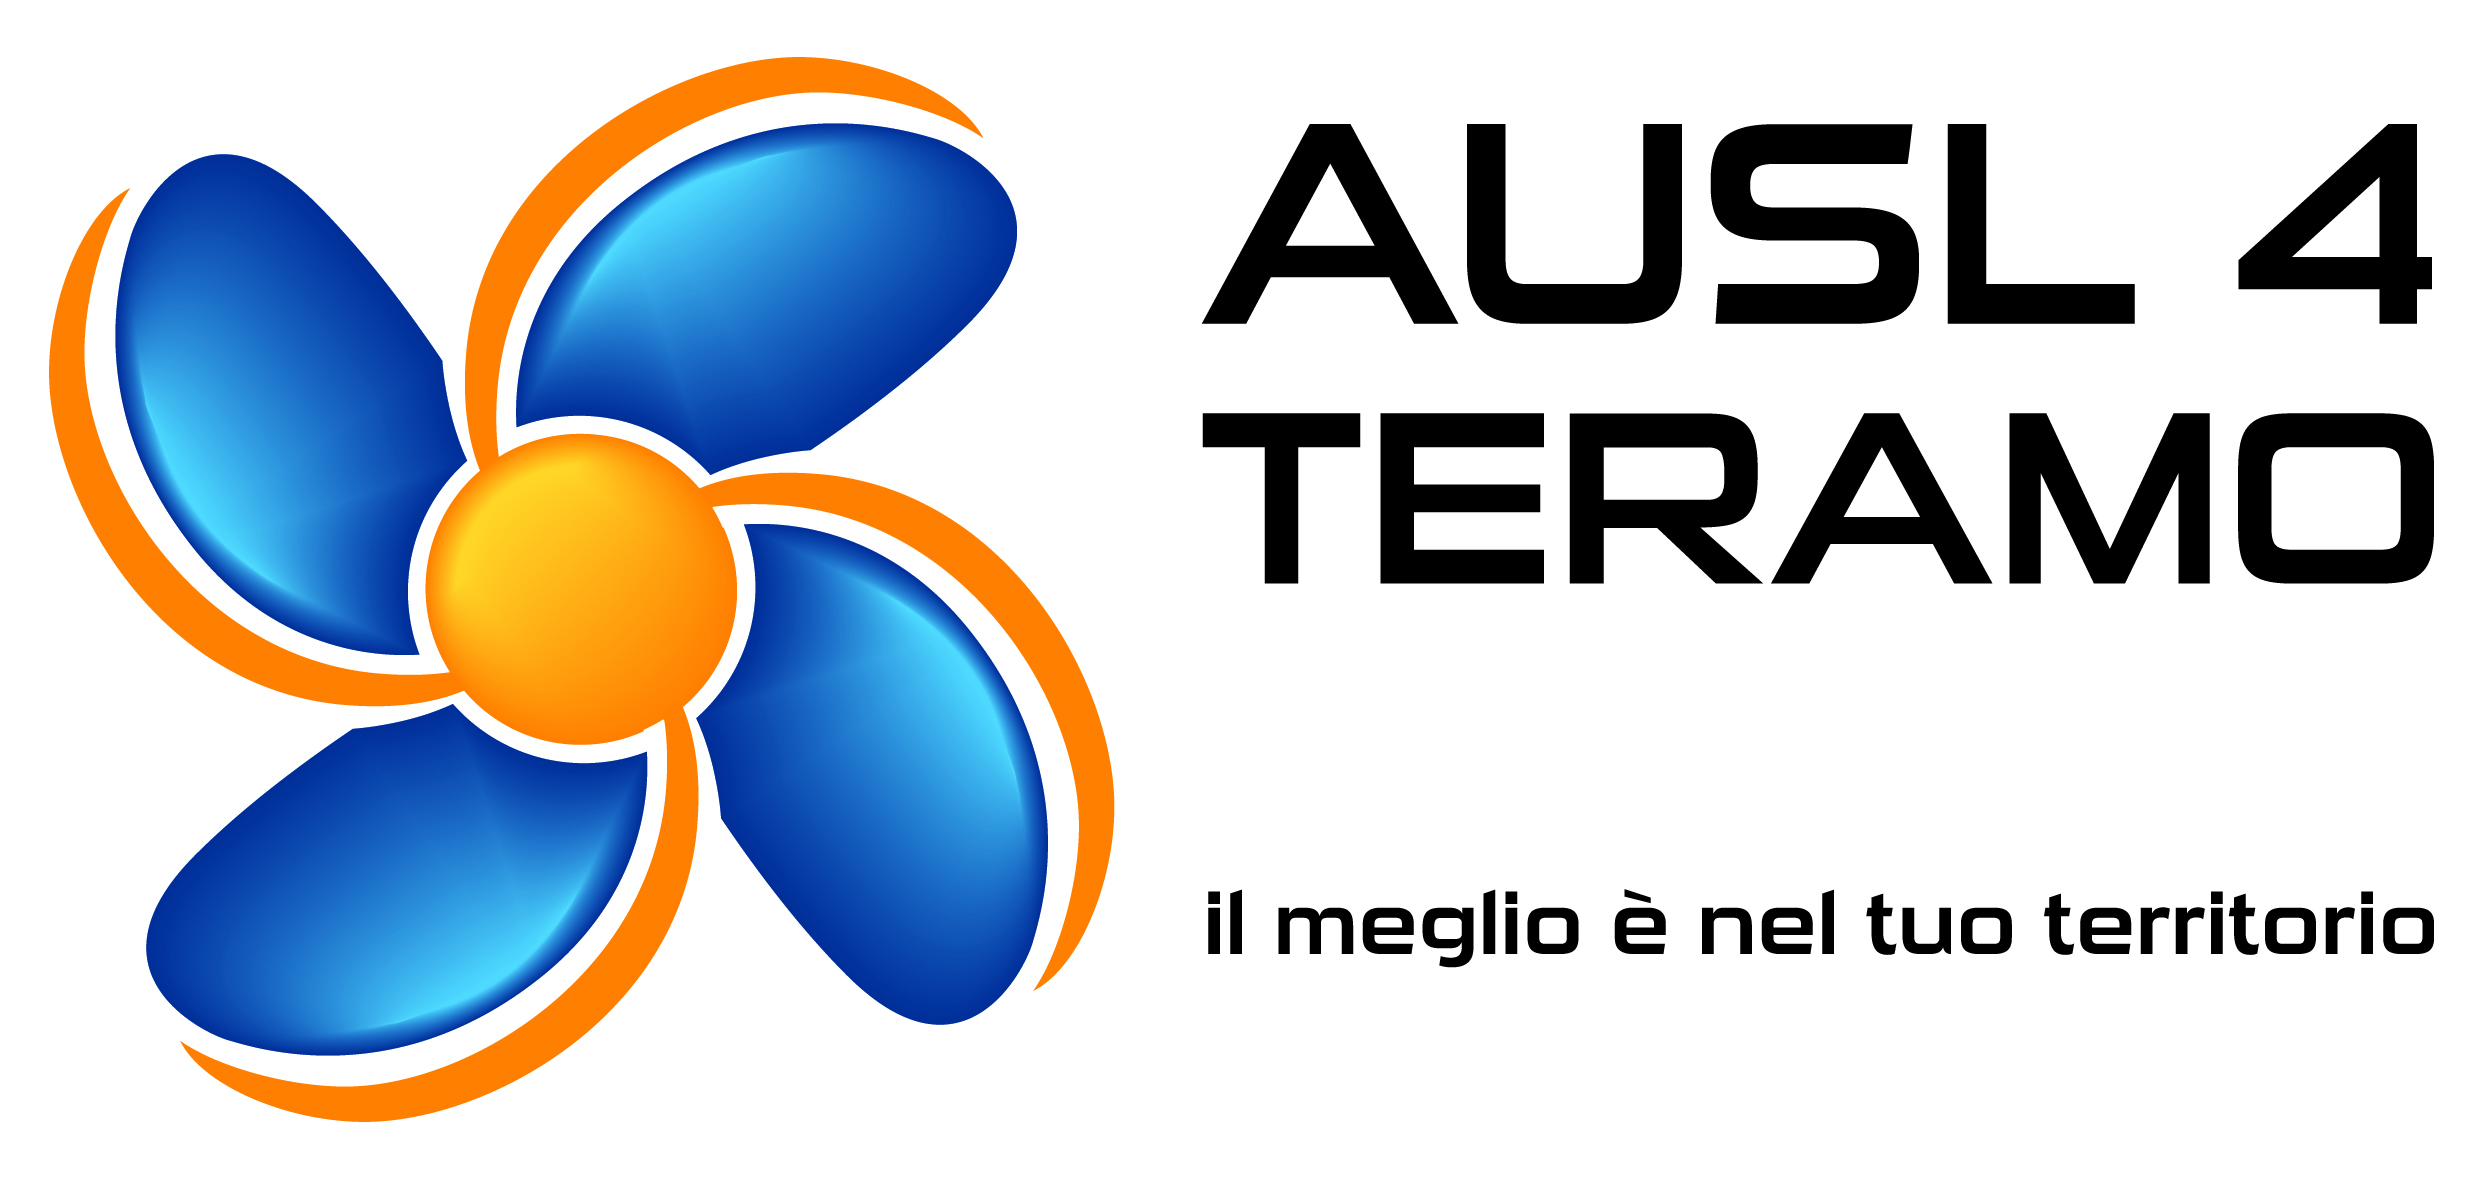 AUSL 4
TERAMO
il meglio è nel tuo territorio